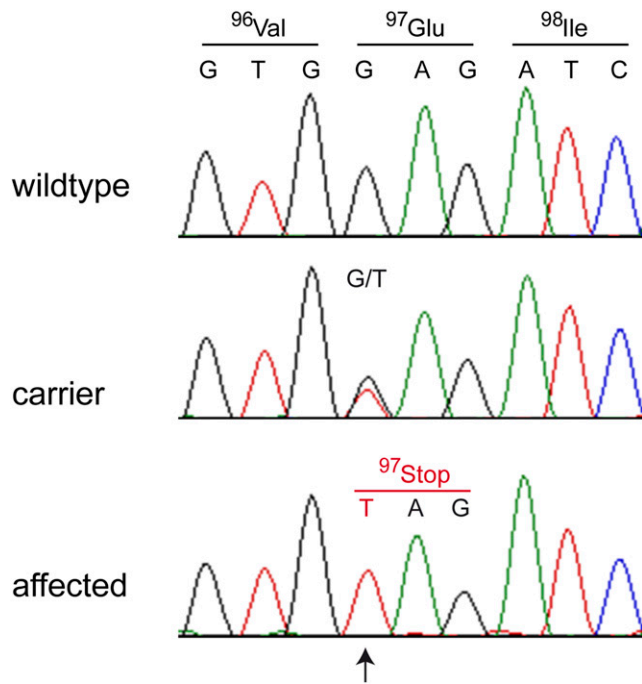 96Val 97Glu 98Ile
G T G G A G A T C
wildtype
G/T
carrier
97Stop
T A G
affected